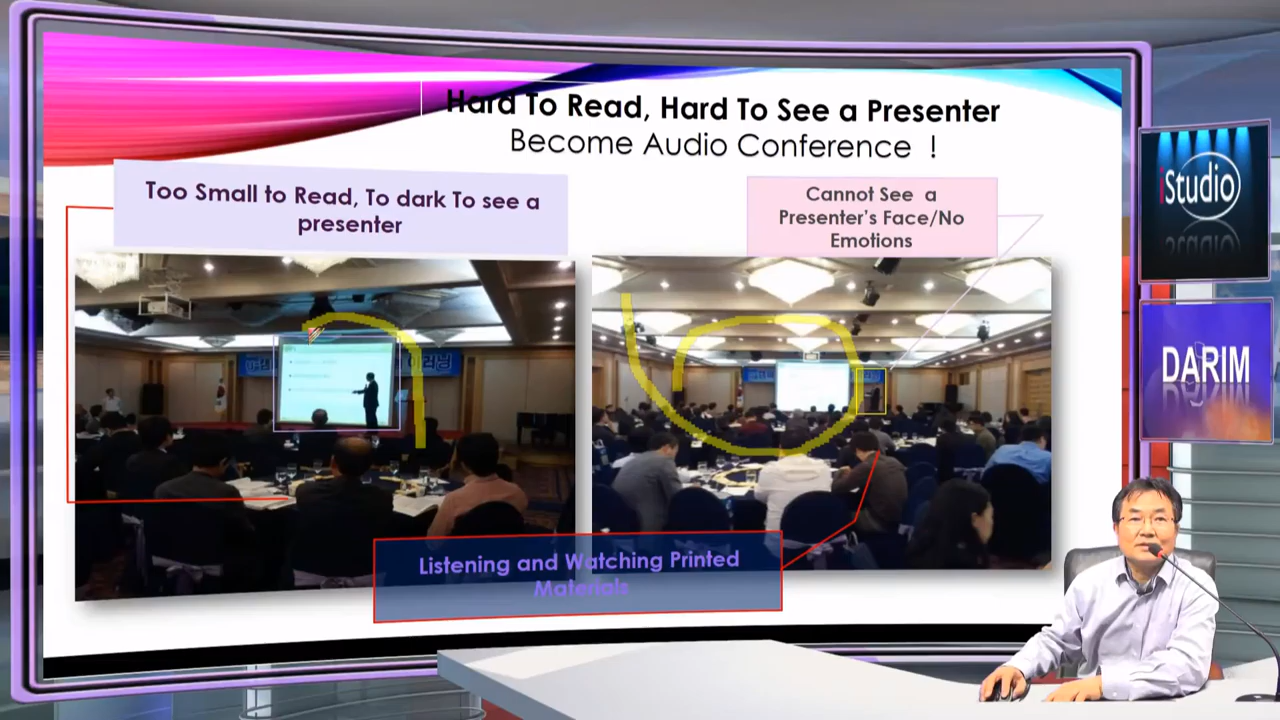 Hard To Read, Hard To See a Presenter
Become Audio Conference !
Too Small to Read, To dark To see a
presenter
Cannot See a
Presenter's Face/No
Emotions
Listening and Watching Printed
Materials
iStudio
DARIM